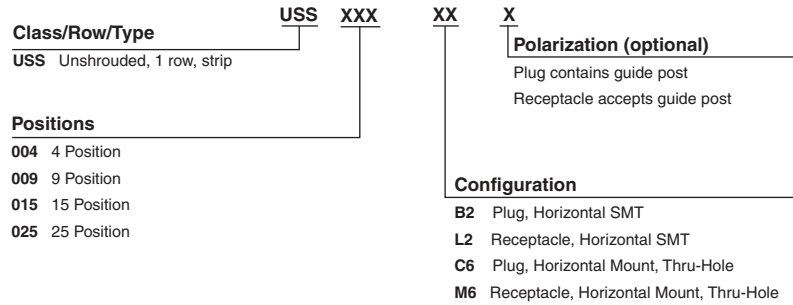 USS XXX XX X
Class/Row/Type
USS Unshrouded, 1 row, strip
Positions
004 4 Position
009 9 Position
015 15 Position
025 25 Position
Polarization (optional)
Plug contains guide post
Receptacle accepts guide post
Configuration
B2 Plug, Horizontal SMT
L2 Receptacle, Horizontal SMT
C6 Plug, Horizontal Mount, Thru-Hole
M6 Receptacle, Horizontal Mount, Thru-Hole